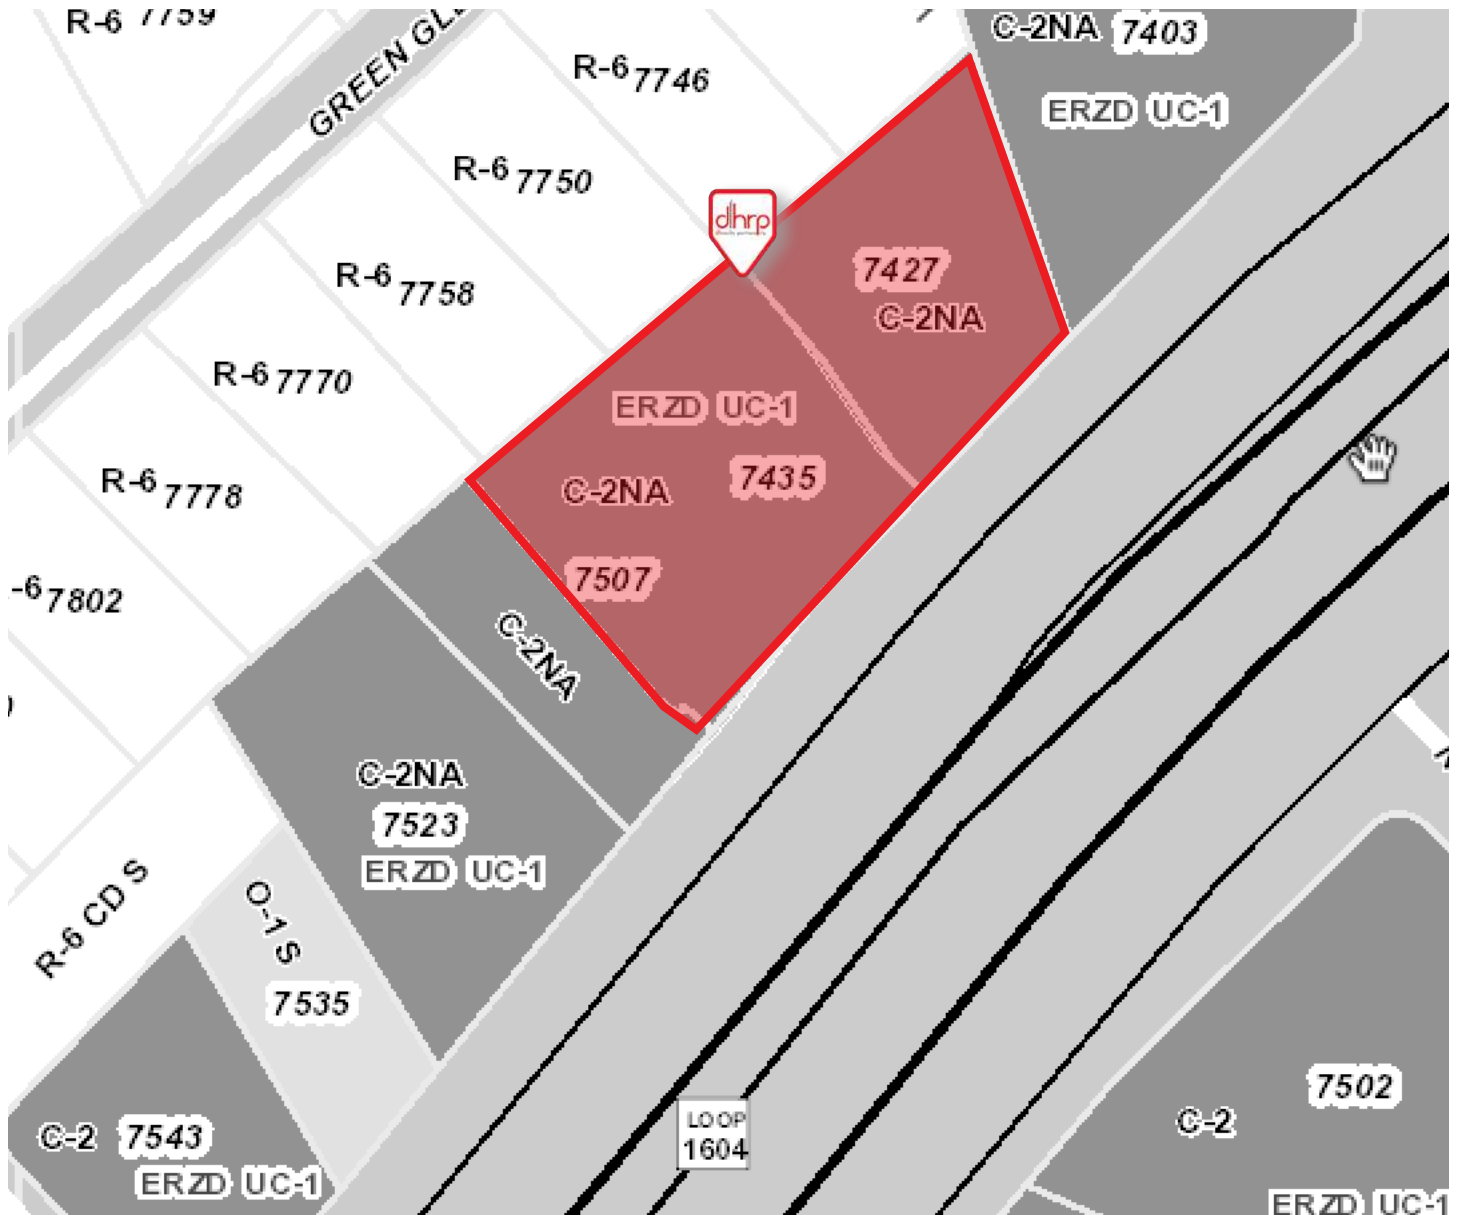 R-6 7759
GREEN GLE
R-6 7746
C-2NA 7403
ERZD UC-1
R-6 7750
dhrp
R-6 7758
7427
C-2NA
R-6 7770
ERZD UC-1
C-2NA 7435
R-6 7778
7507
-6 7802
C-2NA
C-2NA
7523
ERZD UC-1
R-6 CD S
O-1 S
7535
C-2 7543
ERZD UC-1
LOOP
1604
7502
C-2
ERZD UC-1